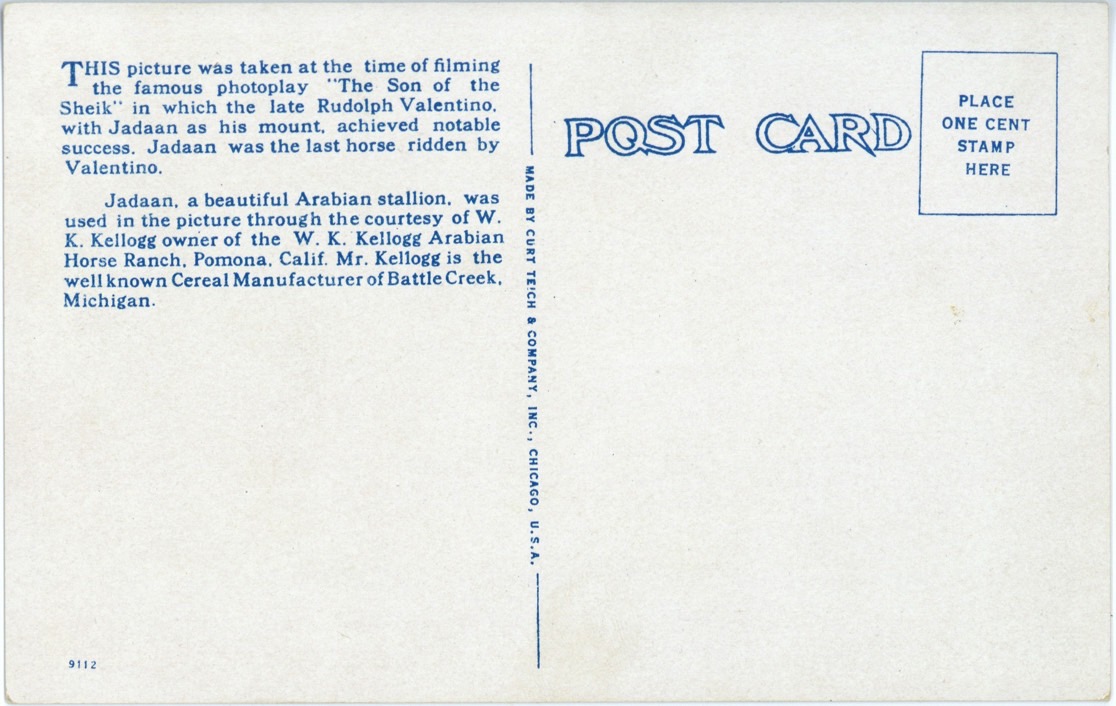 THIS picture was taken at the time of filming
the famous photoplay "The Son of the
Sheik" in which the late Rudolph Valentino,
with Jadaan as his mount, achieved notable
success. Jadaan was the last horse ridden by
Valentino.
Jadaan, a beautiful Arabian stallion, was
used in the picture through the courtesy of W.
K. Kellogg owner of the W. K. Kellogg Arabian
Horse Ranch, Pomona, Calif. Mr. Kellogg is the
well known Cereal Manufacturer of Battle Creek,
Michigan.
9112
MADE BY CURT TEICH & COMPANY, INC., CHICAGO, U.S.A.
POST CARD
PLACE
ONE CENT
STAMP
HERE